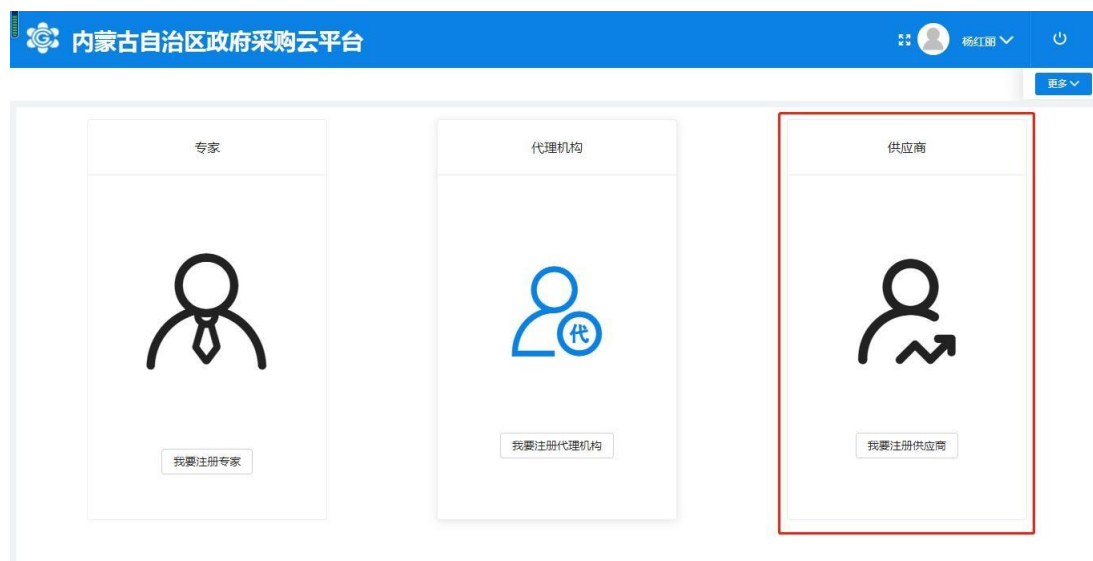 内蒙古自治区政府采购云平台
杨红丽
更多
专家
代理机构
供应商
代
我要注册专家
我要注册代理机构
我要注册供应商